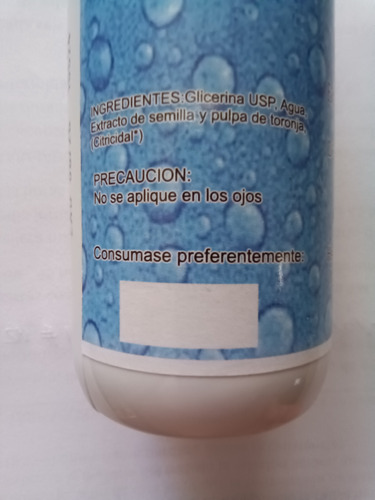 INGREDIENTES:Glicerina USP, Agua
Extracto de semilla y pulpa de toronja,
(Citricidal*)
PRECAUCION:
No se aplique en los ojos
Consumase preferentemente: